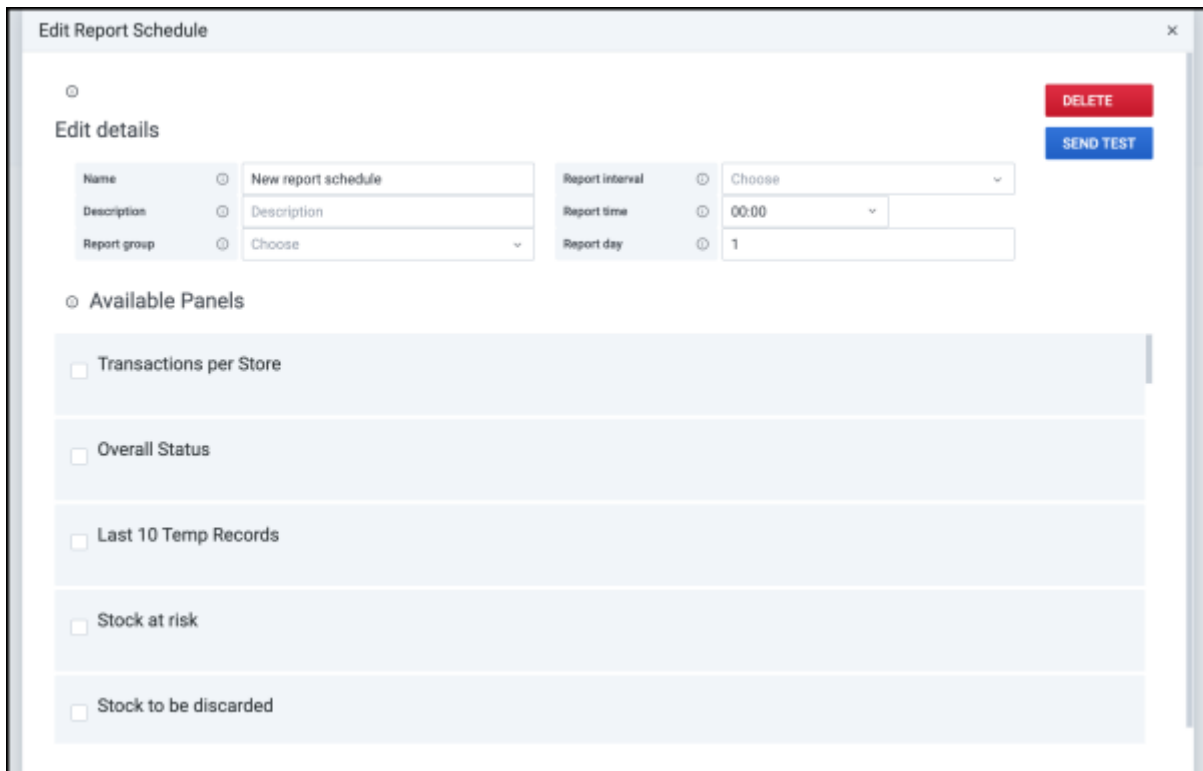 Edit Report Schedule
DELETE
Edit details
SEND TEST
Name New report schedule Report interval Choose
Description Description Report time 00:00
Report group Choose Report day 1
Available Panels
Transactions per Store
Overall Status
Last 10 Temp Records
Stock at risk
Stock to be discarded